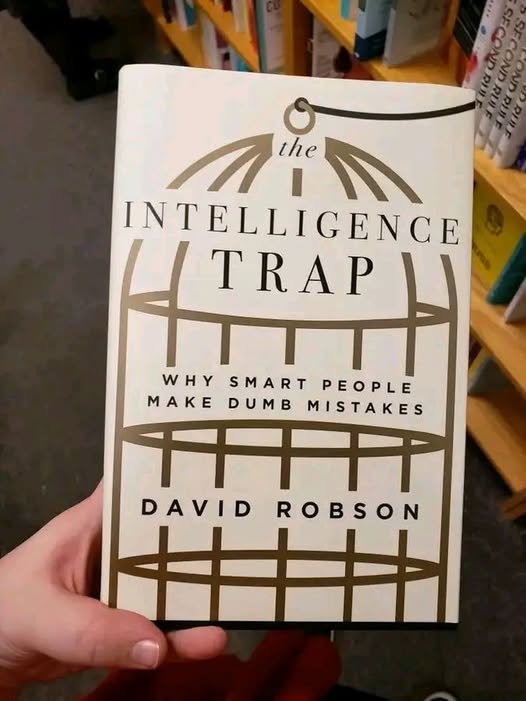 the
INTELLIGENCE
TRAP
WHY SMART PEOPLE
MAKE DUMB MISTAKES
DAVID ROBSON